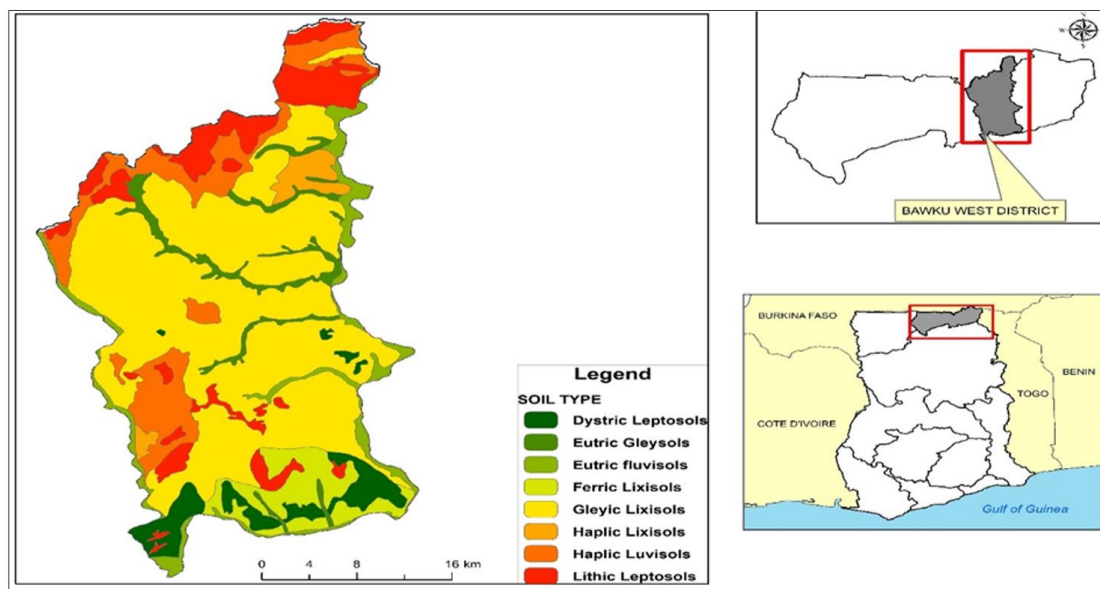 Legend
SOIL TYPE
Dystric Leptosols
Eutric Gleysols
Eutric fluvisols
Ferric Lixisols
Gleyic Lixisols
Haplic Lixisols
Haplic Luvisols
Lithic Leptosols
0 4 8 16 km
N
W E
S
BAWKU WEST DISTRICT
BURKINA FASO
BENIN
TOGO
COTE D'IVOIRE
Gulf of Guinea